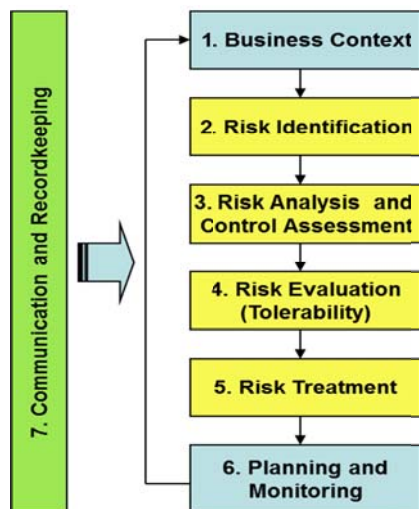 7. Communication and Recordkeeping
1. Business Context
2. Risk Identification
3. Risk Analysis and
Control Assessment
4. Risk Evaluation
(Tolerability)
5. Risk Treatment
6. Planning and
Monitoring